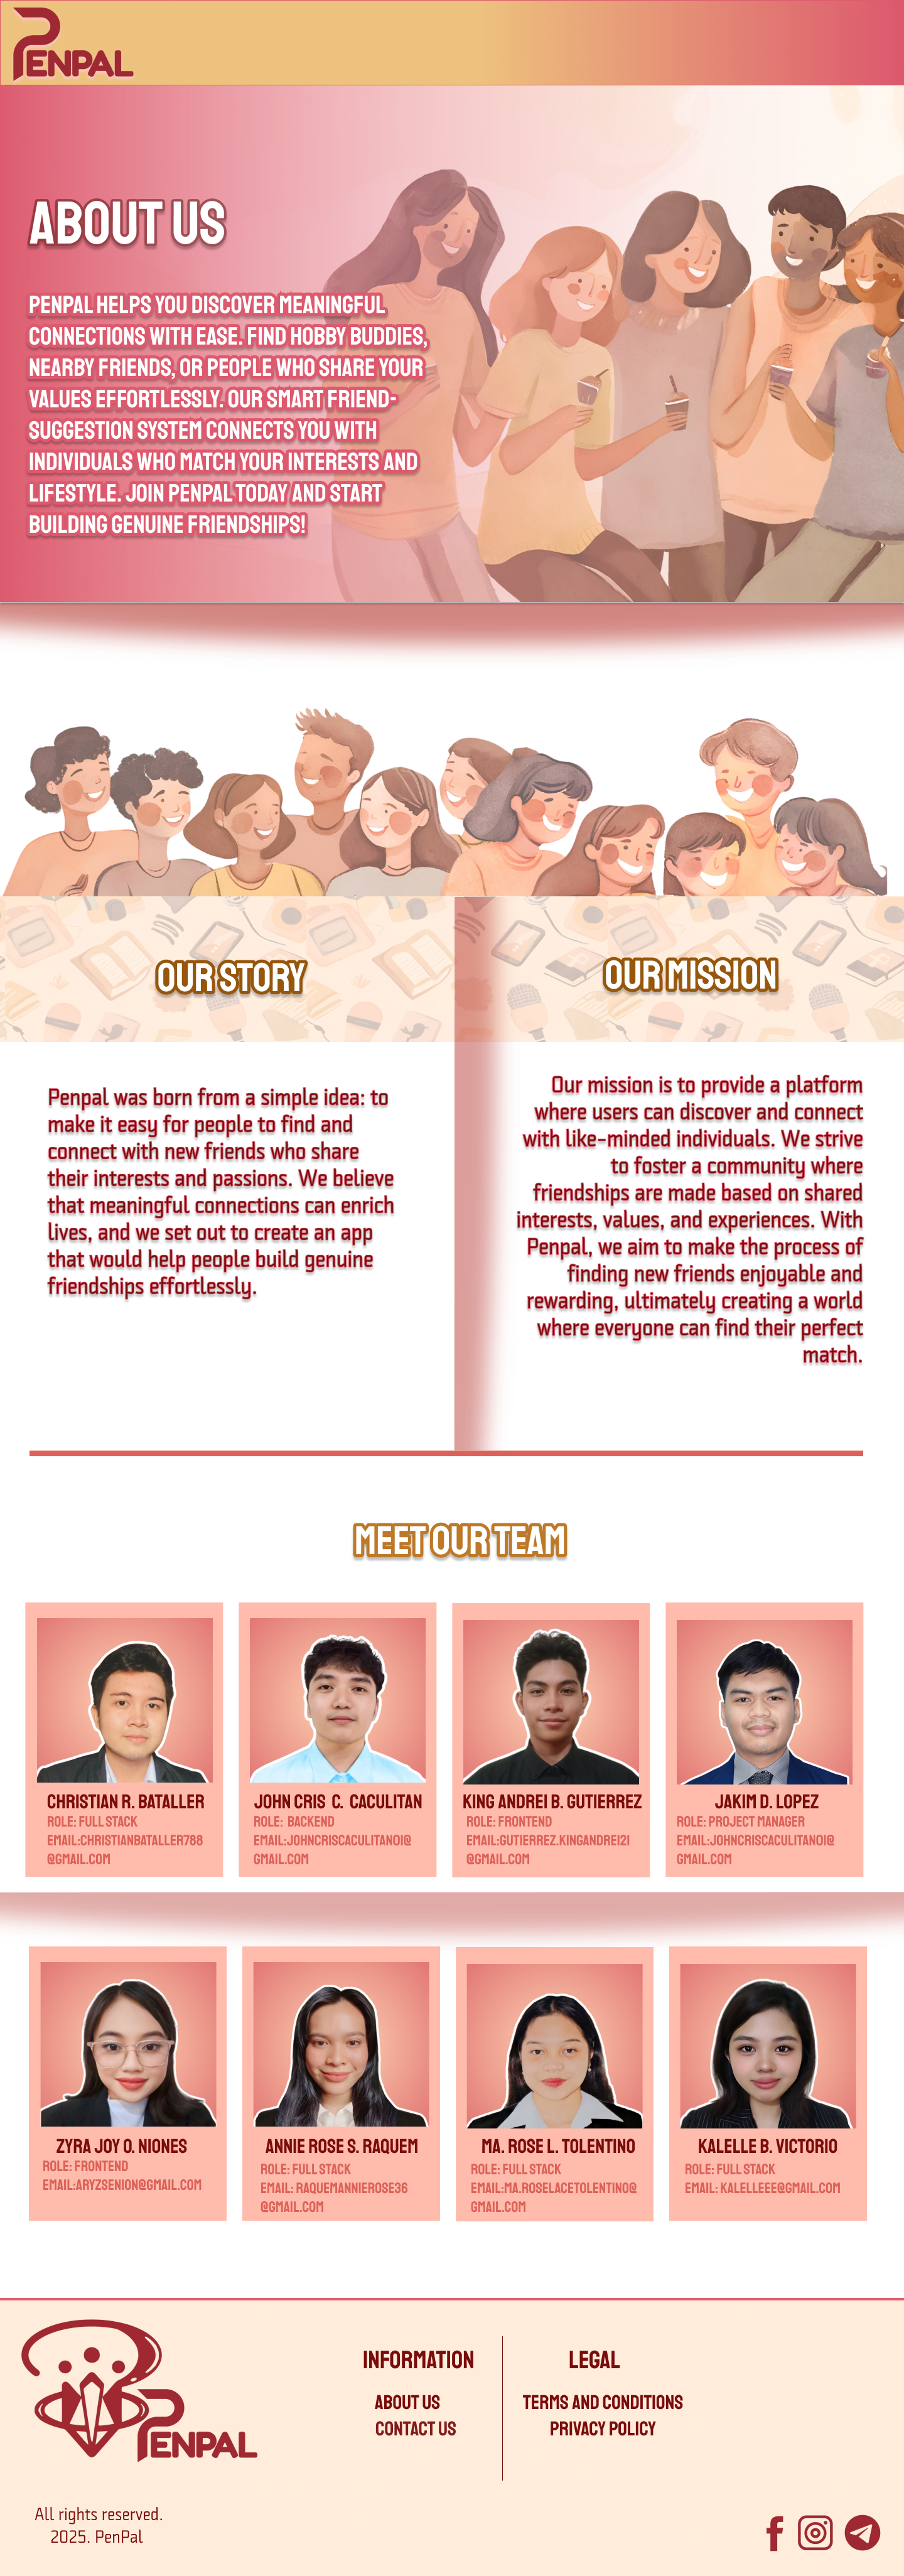 PENPAL
ABOUT US
PENPAL HELPS YOU DISCOVER MEANINGFUL
CONNECTIONS WITH EASE. FIND HOBBY BUDDIES,
NEARBY FRIENDS, OR PEOPLE WHO SHARE YOUR
VALUES EFFORTLESSLY. OUR SMART FRIEND-
SUGGESTION SYSTEM CONNECTS YOU WITH
INDIVIDUALS WHO MATCH YOUR INTERESTS AND
LIFESTYLE. JOIN PENPAL TODAY AND START
BUILDING GENUINE FRIENDSHIPS!
OUR STORY
Penpal was born from a simple idea: to
make it easy for people to find and
connect with new friends who share
their interests and passions. We believe
that meaningful connections can enrich
lives, and we set out to create an app
that would help people build genuine
friendships effortlessly.
OUR MISSION
Our mission is to provide a platform
where users can discover and connect
with like-minded individuals. We strive
to foster a community where
friendships are made based on shared
interests, values, and experiences. With
Penpal, we aim to make the process of
finding new friends enjoyable and
rewarding, ultimately creating a world
where everyone can find their perfect
match.
MEET OUR TEAM
CHRISTIAN R. BATALLER
ROLE: FULL STACK
EMAIL:CHRISTIANBATALLER788
@GMAIL.COM
JOHN CRIS C. CACULITAN
ROLE: BACKEND
EMAIL:JOHNCRISCACULITAN01@
GMAIL.COM
KING ANDREI B. GUTIERREZ
ROLE: FRONTEND
EMAIL:GUTIERREZ.KINGANDREI21
@GMAIL.COM
JAKIM D. LOPEZ
ROLE: PROJECT MANAGER
EMAIL:JOHNCRISCACULITAN01@
GMAIL.COM
ZYRA JOY O. NIONES
ROLE: FRONTEND
EMAIL:ARYZSENION@GMAIL.COM
ANNIE ROSE S. RAQUEM
ROLE: FULL STACK
EMAIL: RAQUEMANNIEROSE36
@GMAIL.COM
MA. ROSE L. TOLENTINO
ROLE: FULL STACK
EMAIL:MA.ROSELACETOLENTINO@
GMAIL.COM
KALELLE B. VICTORIO
ROLE: FULL STACK
EMAIL: KALELLEEE@GMAIL.COM
PENPAL
INFORMATION
ABOUT US
CONTACT US
LEGAL
TERMS AND CONDITIONS
PRIVACY POLICY
All rights reserved.
2025. PenPal